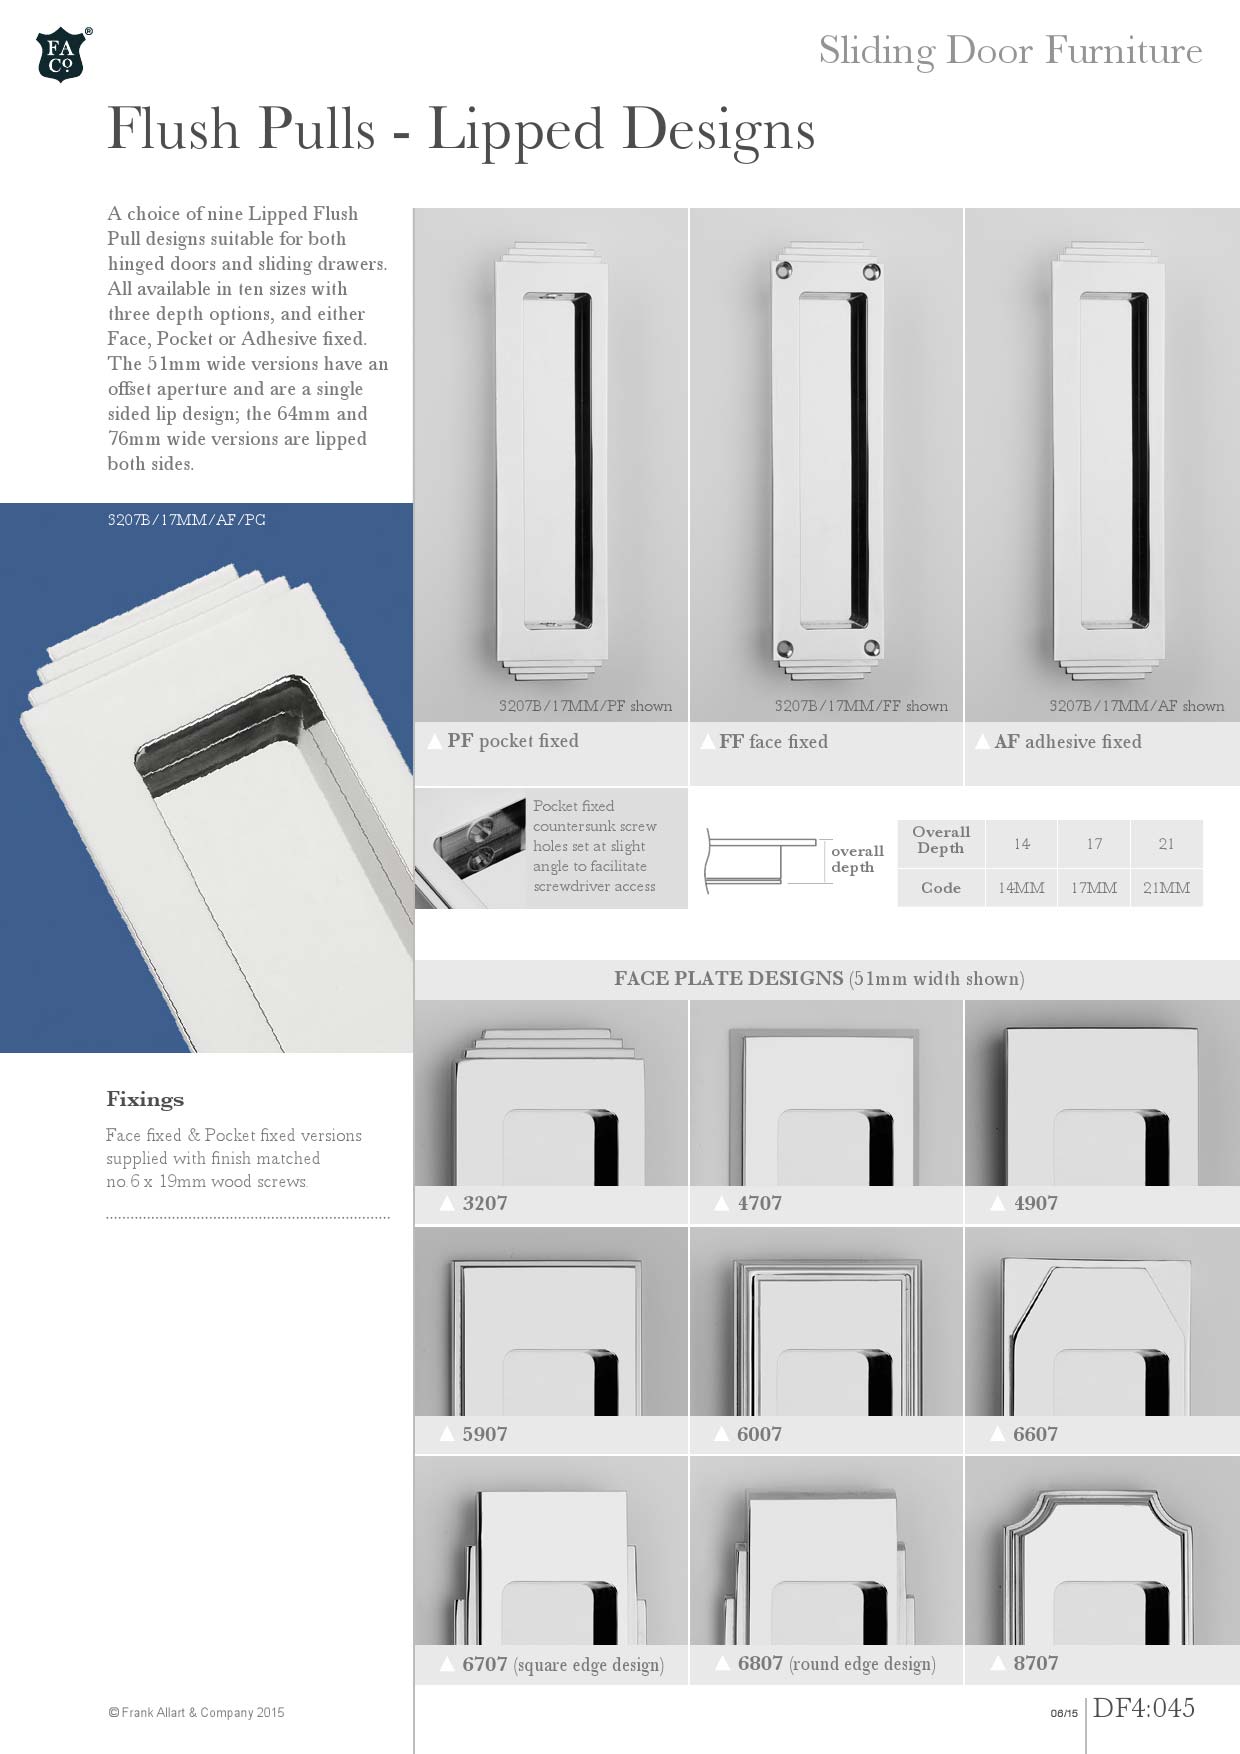 FA
Co.
®
Sliding Door Furniture
Flush Pulls - Lipped Designs
A choice of nine Lipped Flush
Pull designs suitable for both
hinged doors and sliding drawers.
All available in ten sizes with
three depth options, and either
Face, Pocket or Adhesive fixed.
The 51mm wide versions have an
offset aperture and are a single
sided lip design; the 64mm and
76mm wide versions are lipped
both sides.
3207B/17MM/AF/PC
3207B/17MM/PF shown
3207B/17MM/FF shown
3207B/17MM/AF shown
PF pocket fixed
FF face fixed
AF adhesive fixed
Pocket fixed
countersunk screw
holes set at slight
angle to facilitate
screwdriver access
overall
depth
Overall
Depth
14
17
21
Code
14MM
17MM
21MM
FACE PLATE DESIGNS (51mm width shown)
3207
4707
4907
Fixings
Face fixed & Pocket fixed versions
supplied with finish matched
no.6 x 19mm wood screws.
5907
6007
6607
6707 (square edge design)
6807 (round edge design)
8707
© Frank Allart & Company 2015
06/15
DF4:045